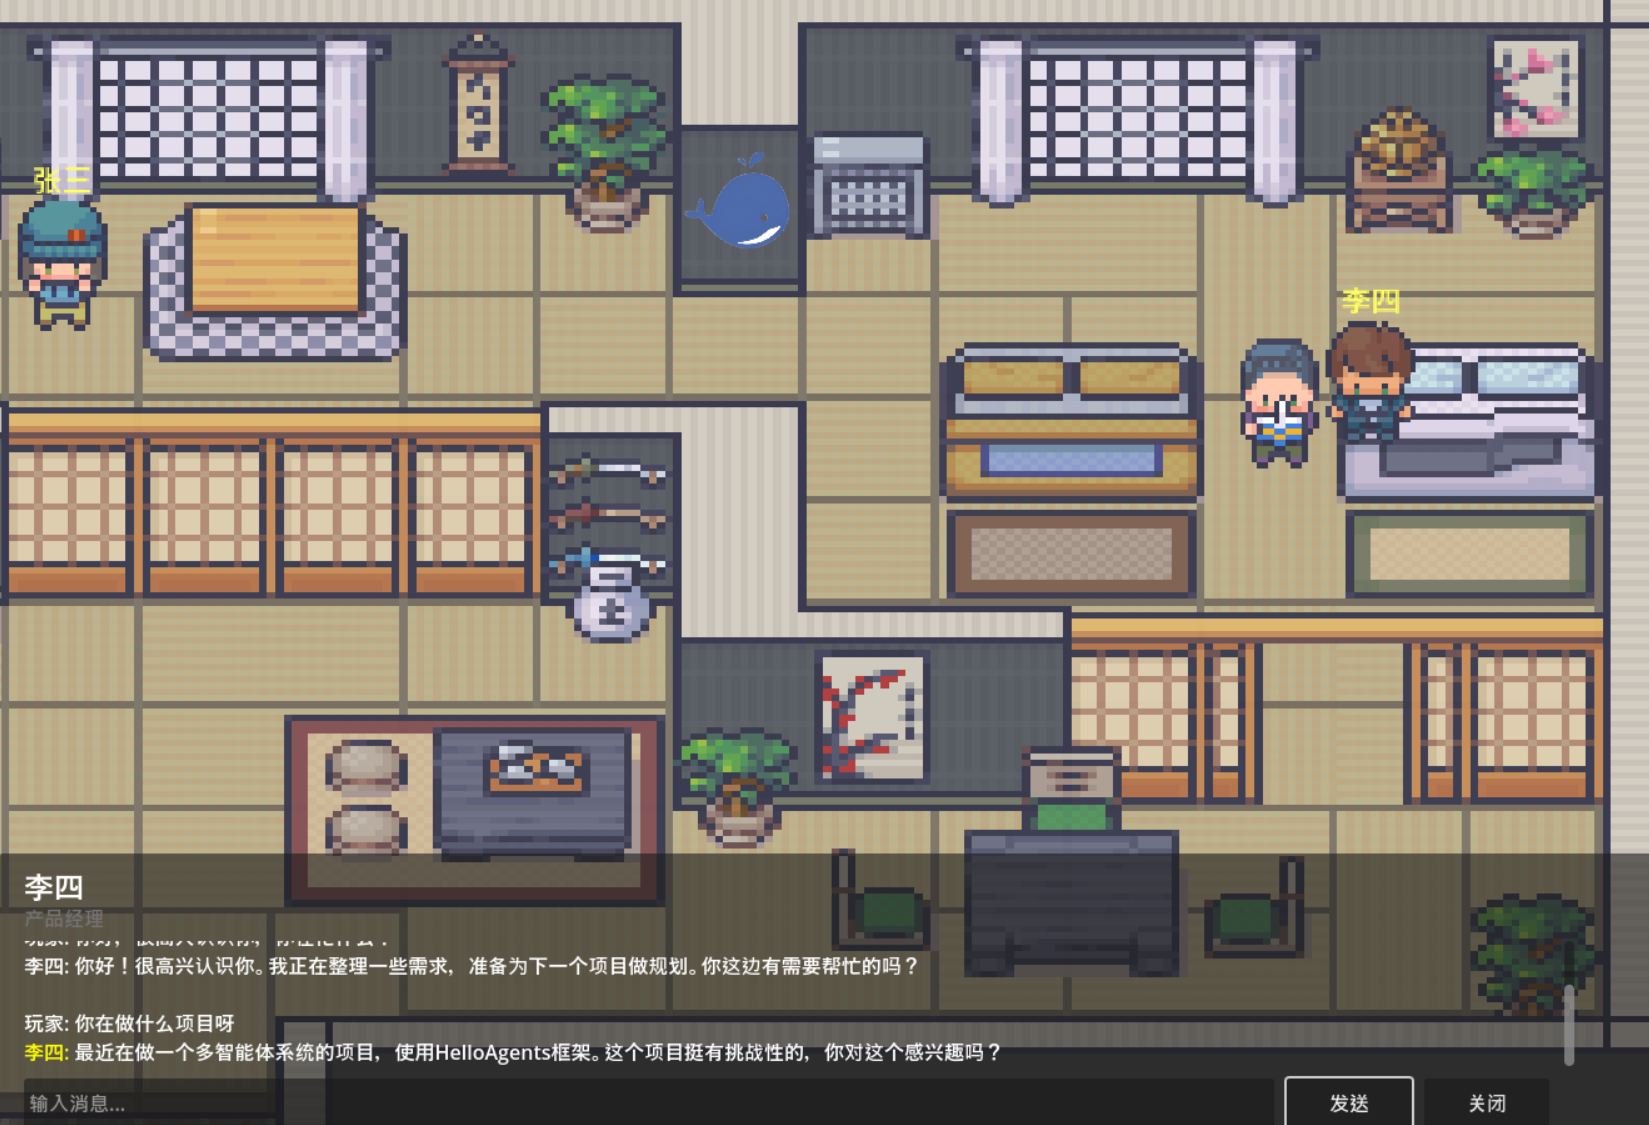 张三
李四
李四
产品经理
李四: 你好！很高兴认识你。我正在整理一些需求，准备为下一个项目做规划。你这边有需要帮忙的吗？
玩家: 你在做什么项目呀
李四: 最近在做一个多智能体系统的项目，使用HelloAgents框架。这个项目挺有挑战性的，你对这个感兴趣吗？
输入消息...
发送
关闭